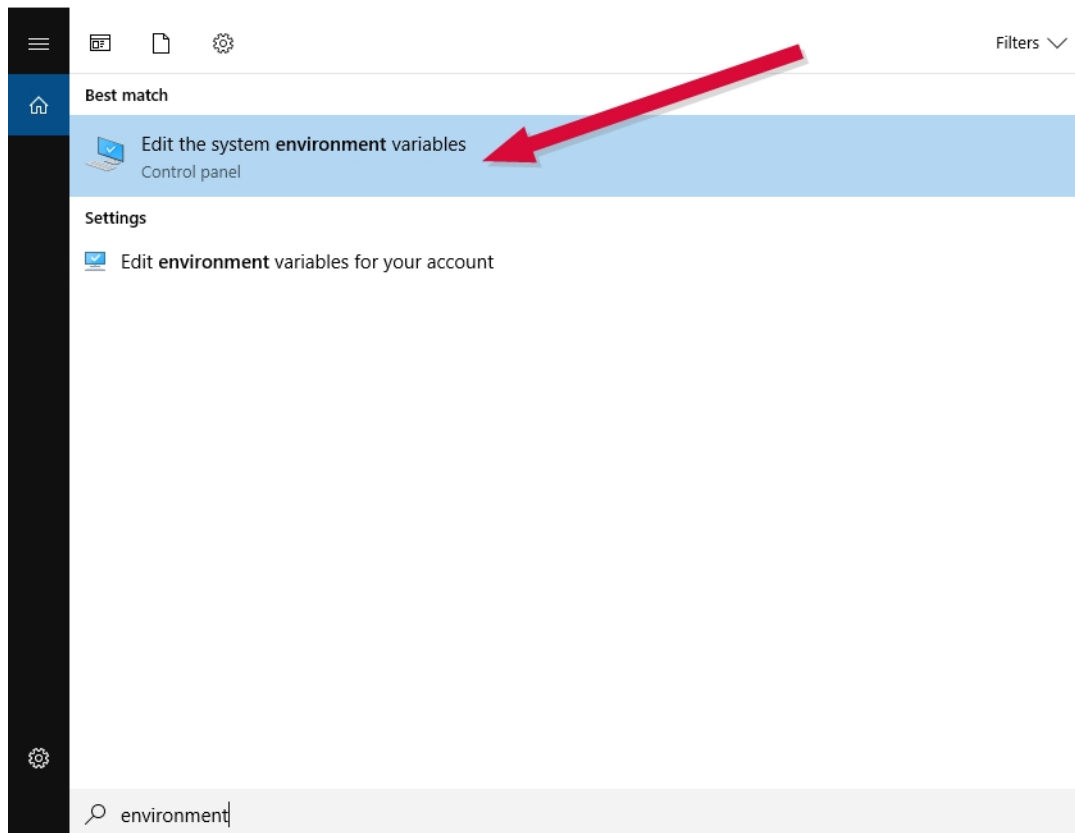 Filters
Best match
Edit the system environment variables
Control panel
Settings
Edit environment variables for your account
environment